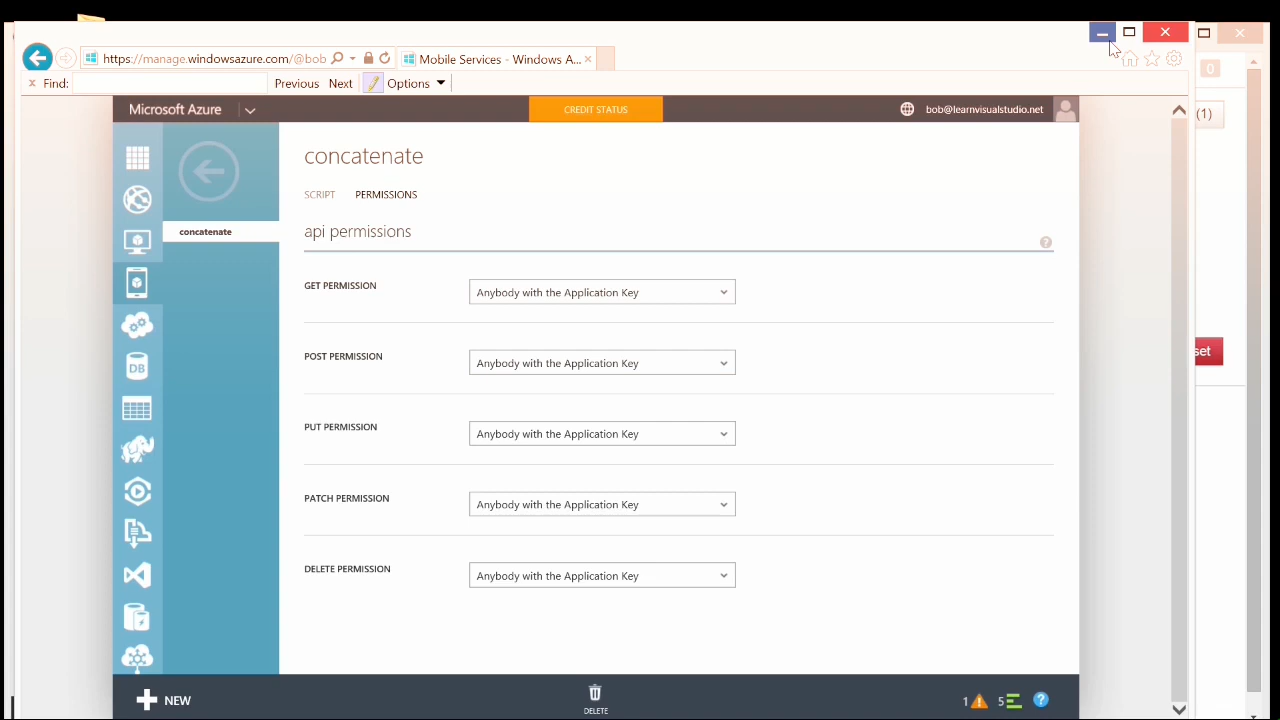 0
https://manage.windowsazure.com/@bob
Mobile Services - Windows A...
x Find:
Previous Next
Options
(1)
Microsoft Azure
CREDIT STATUS
bob@learnvisualstudio.net
concatenate
concatenate
SCRIPT
PERMISSIONS
api permissions
?
GET PERMISSION
Anybody with the Application Key
POST PERMISSION
Anybody with the Application Key
set
PUT PERMISSION
Anybody with the Application Key
PATCH PERMISSION
Anybody with the Application Key
DELETE PERMISSION
Anybody with the Application Key
DB
NEW
DELETE
1
5
?